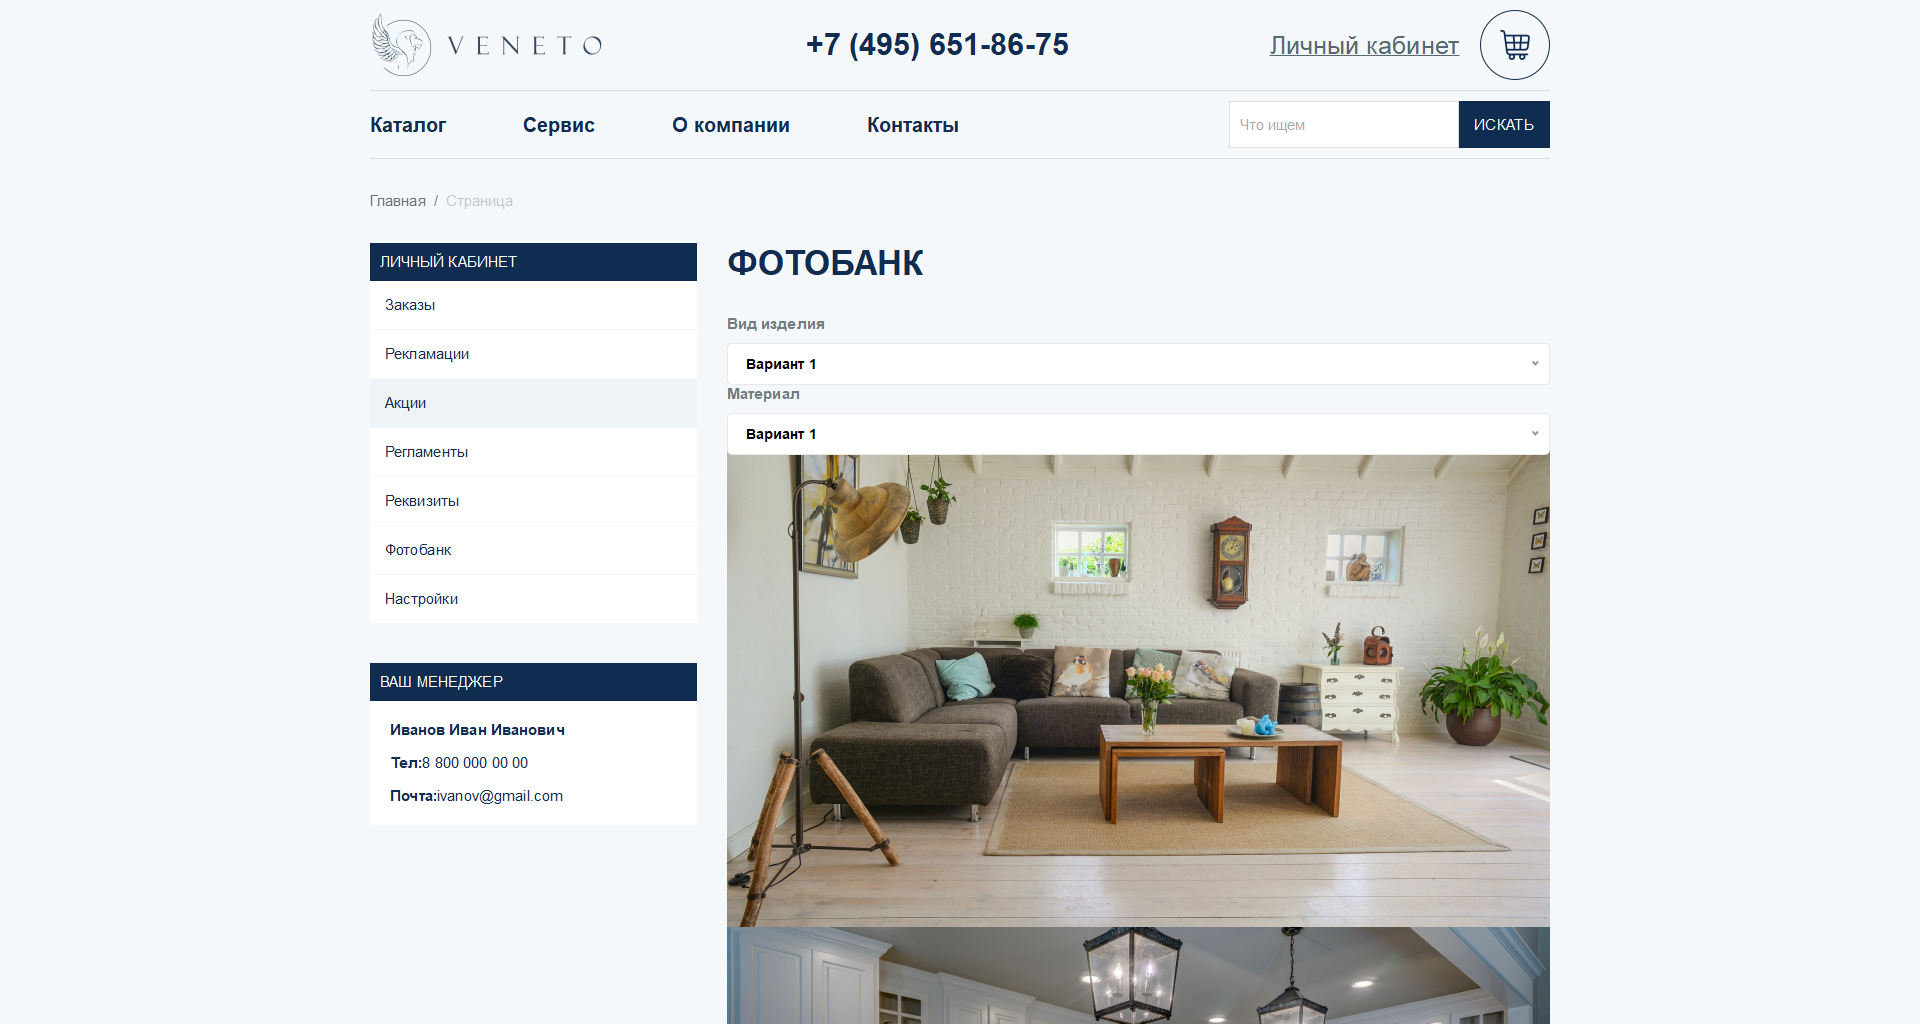 VENETO
+7 (495) 651-86-75
Личный кабинет
Каталог
Сервис
О компании
Контакты
Что ищем
ИСКАТЬ
Главная / Страница
ЛИЧНЫЙ КАБИНЕТ
Заказы
Рекламации
Акции
Регламенты
Реквизиты
Фотобанк
Настройки
ВАШ МЕНЕДЖЕР
Иванов Иван Иванович
Тел:8 800 000 00 00
Почта:ivanov@gmail.com
ФОТОБАНК
Вид изделия
Вариант 1
Материал
Вариант 1